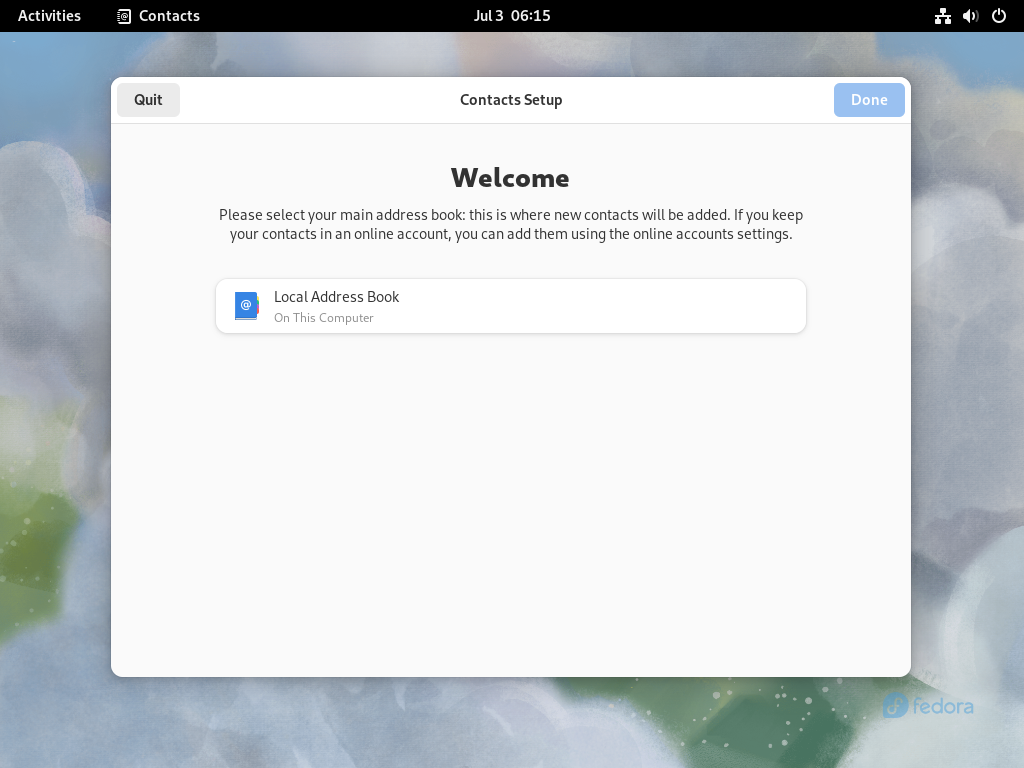 Activities Contacts Jul 3 06:15
Quit Contacts Setup Done
Welcome
Please select your main address book: this is where new contacts will be added. If you keep
your contacts in an online account, you can add them using the online accounts settings.
@ Local Address Book
On This Computer
fedora